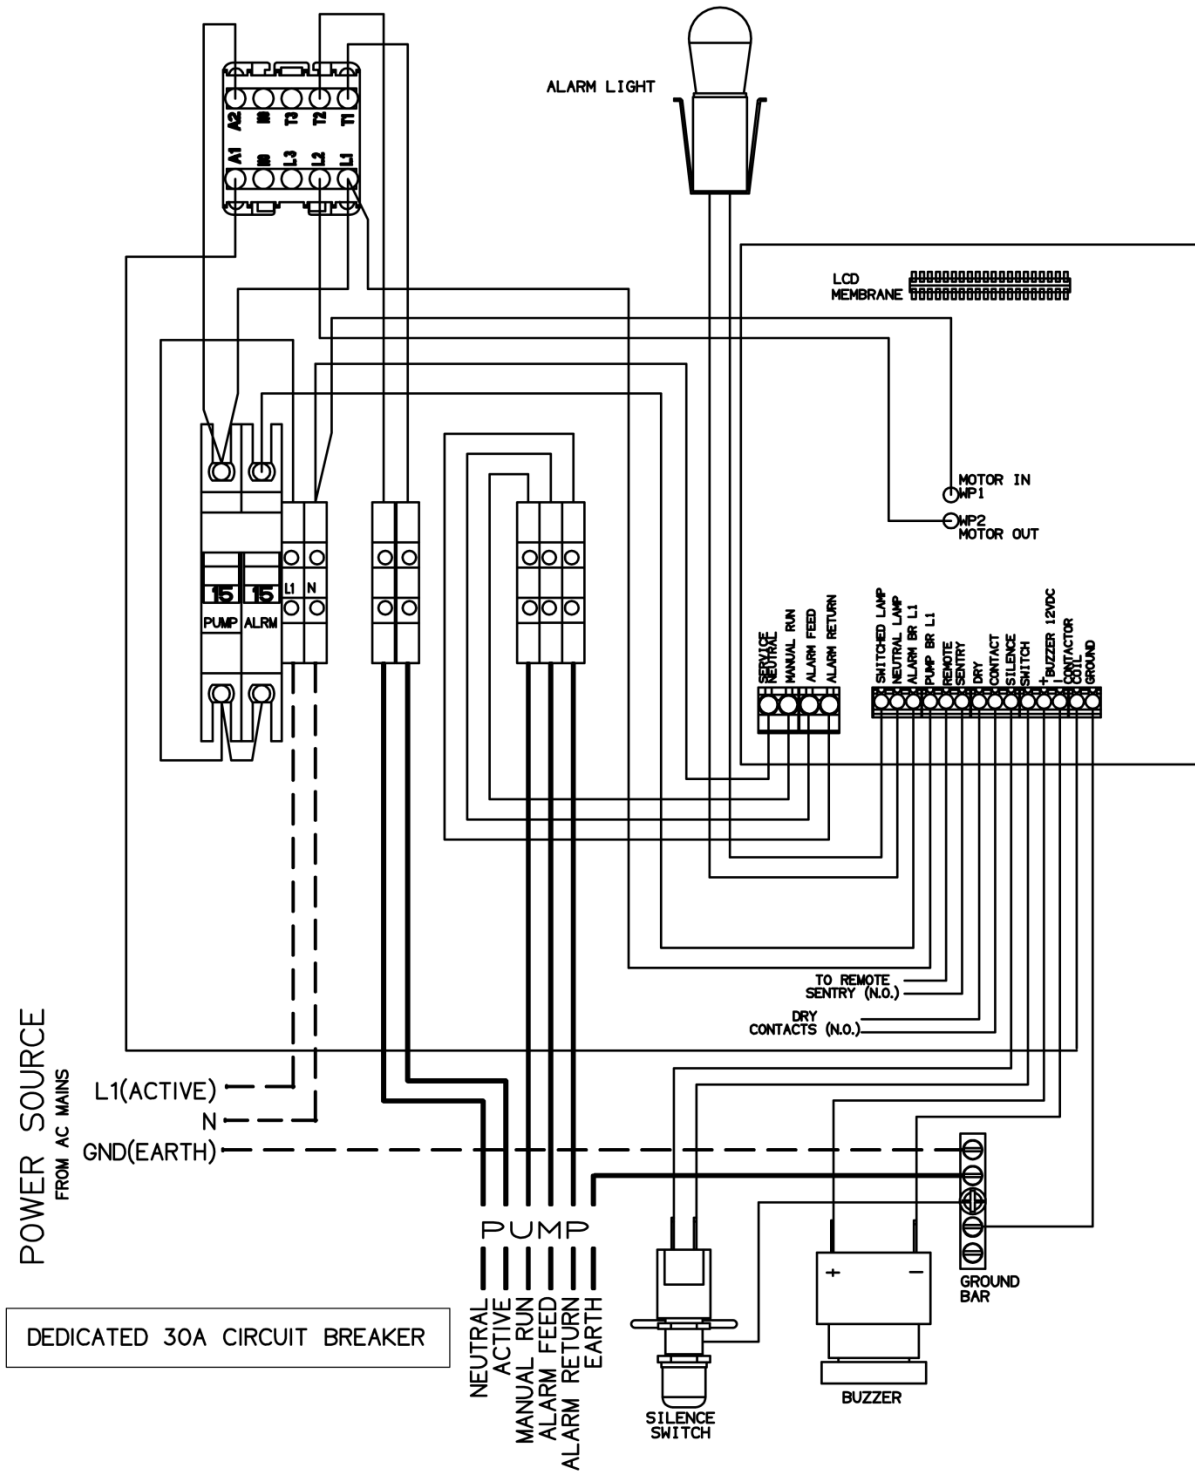 ALARM LIGHT
A2
T3
T2
T1
A1
L3
L2
L1
LCD
MEMBRANE
MOTOR IN
WP1
WP2
MOTOR OUT
15
15
L1
N
PUMP
ALRM
SERVICE
NEUTRAL
MANUAL RUN
ALARM FEED
ALARM RETURN
SWITCHED LAMP
NEUTRAL LAMP
ALARM BR L1
PUMP BR L1
REMOTE
SENTRY
DRY
CONTACT
SILENCE
SWITCH
+
BUZZER 12VDC
−
CONTACTOR
COIL
GROUND
TO REMOTE
SENTRY (N.O.)
DRY
CONTACTS (N.O.)
POWER SOURCE
FROM AC MAINS
L1(ACTIVE)
N
GND(EARTH)
PUMP
NEUTRAL
ACTIVE
MANUAL RUN
ALARM FEED
ALARM RETURN
EARTH
+
−
GROUND
BAR
DEDICATED 30A CIRCUIT BREAKER
BUZZER
SILENCE
SWITCH